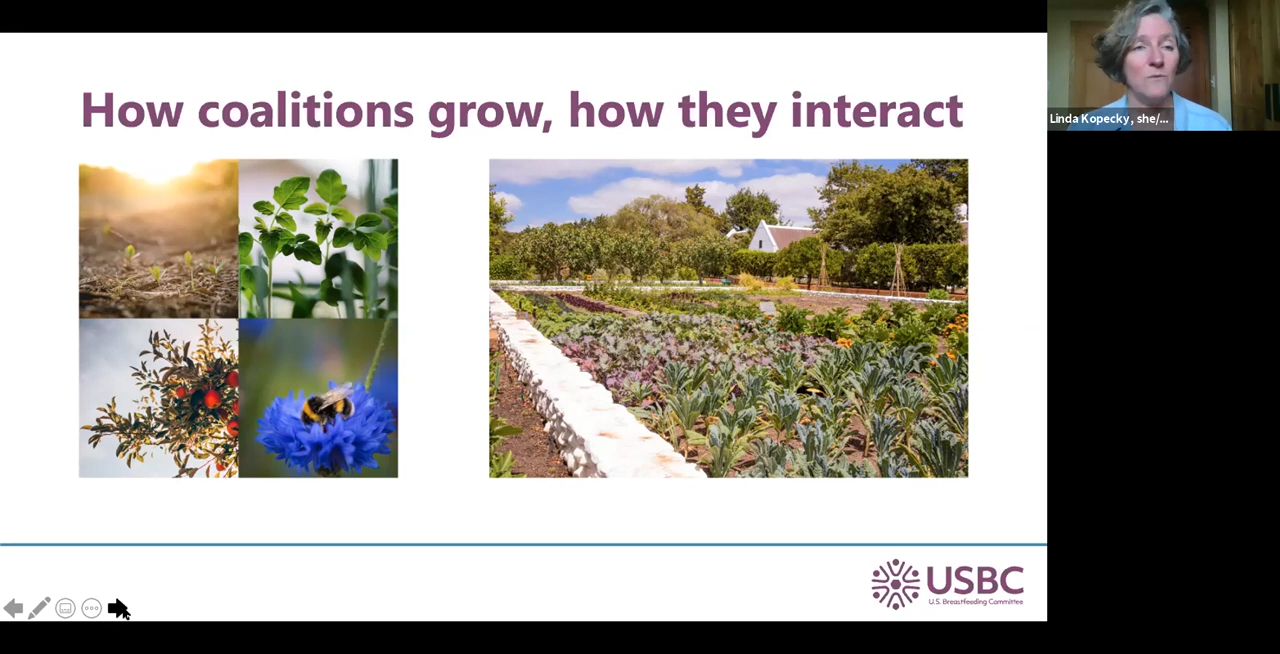 How coalitions grow, how they interact
Linda Kopecky, she/...
USBC
U.S. Breastfeeding Committee